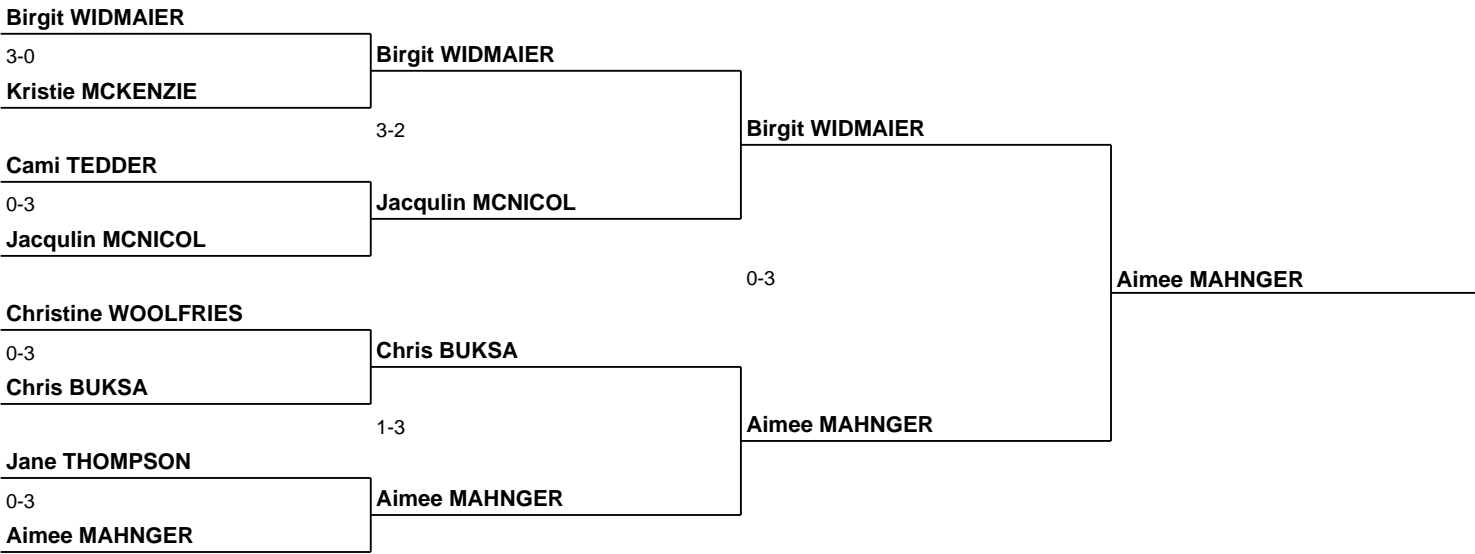 Birgit WIDMAIER
3-0
Birgit WIDMAIER
Kristie MCKENZIE
3-2
Birgit WIDMAIER
Cami TEDDER
0-3
Jacqulin MCNICOL
Jacqulin MCNICOL
0-3
Aimee MAHNGER
Christine WOOLFRIES
0-3
Chris BUKSA
Chris BUKSA
1-3
Aimee MAHNGER
Jane THOMPSON
0-3
Aimee MAHNGER
Aimee MAHNGER